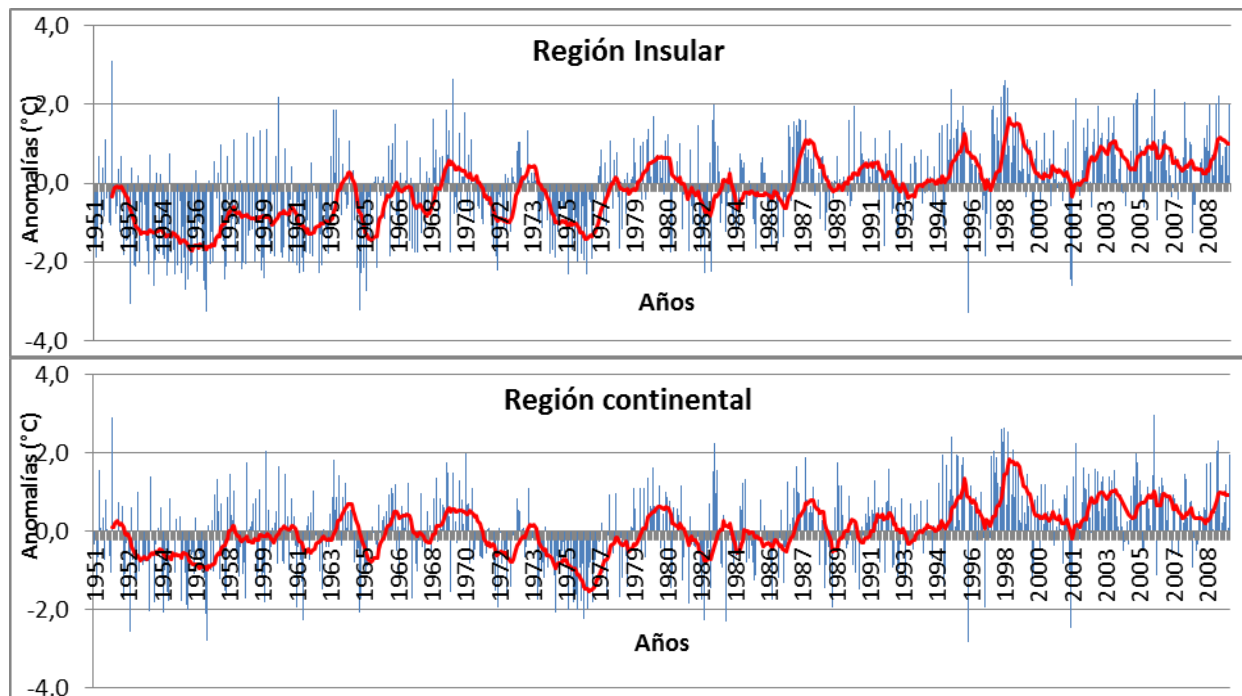 4,0
Región Insular
2,0
0,0
-2,0
-4,0
Anomalías (°C)
1951 1952 1954 1956 1958 1959 1961 1963 1965 1966 1968 1970 1972 1973 1975 1977 1979 1980 1982 1984 1986 1987 1989 1991 1993 1994 1996 1998 2000 2001 2003 2005 2007 2008
Años
4,0
Región continental
2,0
0,0
-2,0
-4,0
Anomalías (°C)
1951 1952 1954 1956 1958 1959 1961 1963 1965 1966 1968 1970 1972 1973 1975 1977 1979 1980 1982 1984 1986 1987 1989 1991 1993 1994 1996 1998 2000 2001 2003 2005 2007 2008
Años